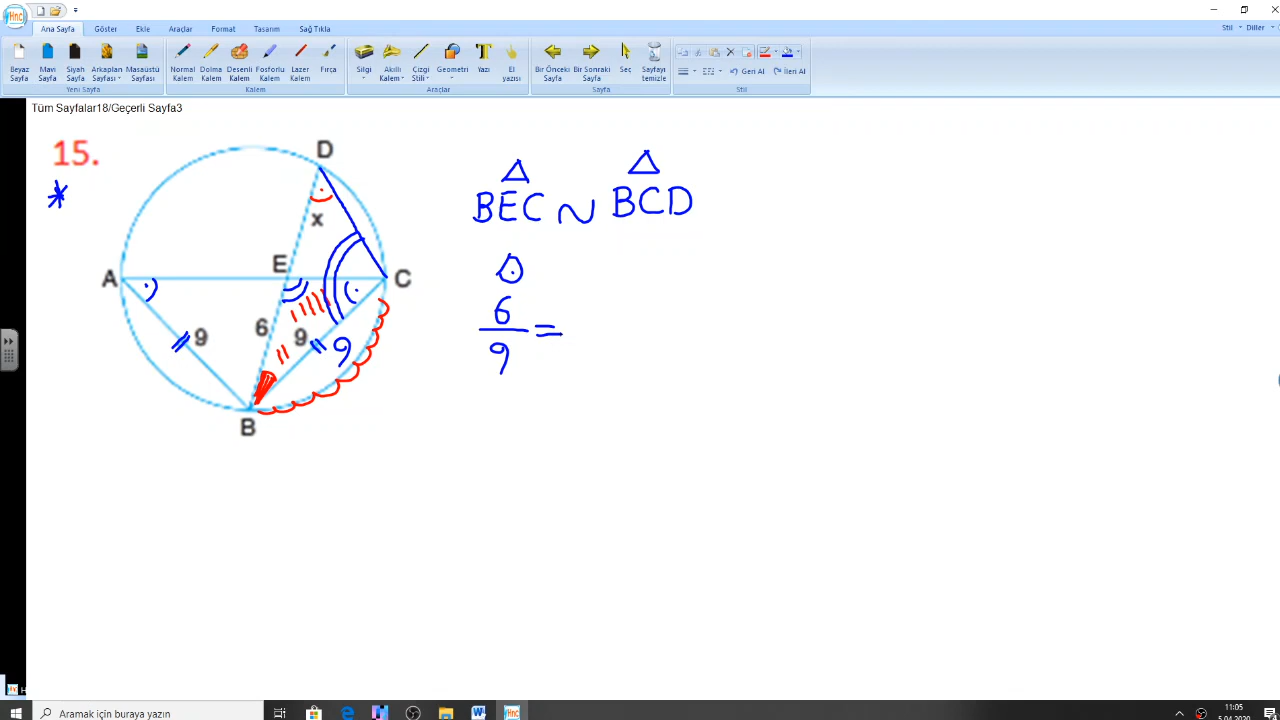 Ana Sayfa Göster Ekle Araçlar Format Tasarım Sağ Tıkla
Stil Diller
Beyaz Sayfa
Mavi Sayfa
Siyah Sayfa
Arkaplan Sayfası
Masaüstü Sayfası
Normal Kalem
Dolma Kalem
Desenli Kalem
Fosforlu Kalem
Lazer Kalem
Fırça
Silgi
Akıllı Kalem
Çizgi Stili
Geometri
Yazı
El yazısı
Bir Önceki Sayfa
Bir Sonraki Sayfa
Seç
Sayfayı temizle
Geri Al
İleri Al
Yeni Sayfa Kalem Araçlar Sayfa Stil
Tüm Sayfalar18/Geçerli Sayfa3
15.
*
D
x
E
A
C
6
9
9
9
B
BEC ~ BCD
6
9
=
Aramak için buraya yazın
11:05
5.04.2020